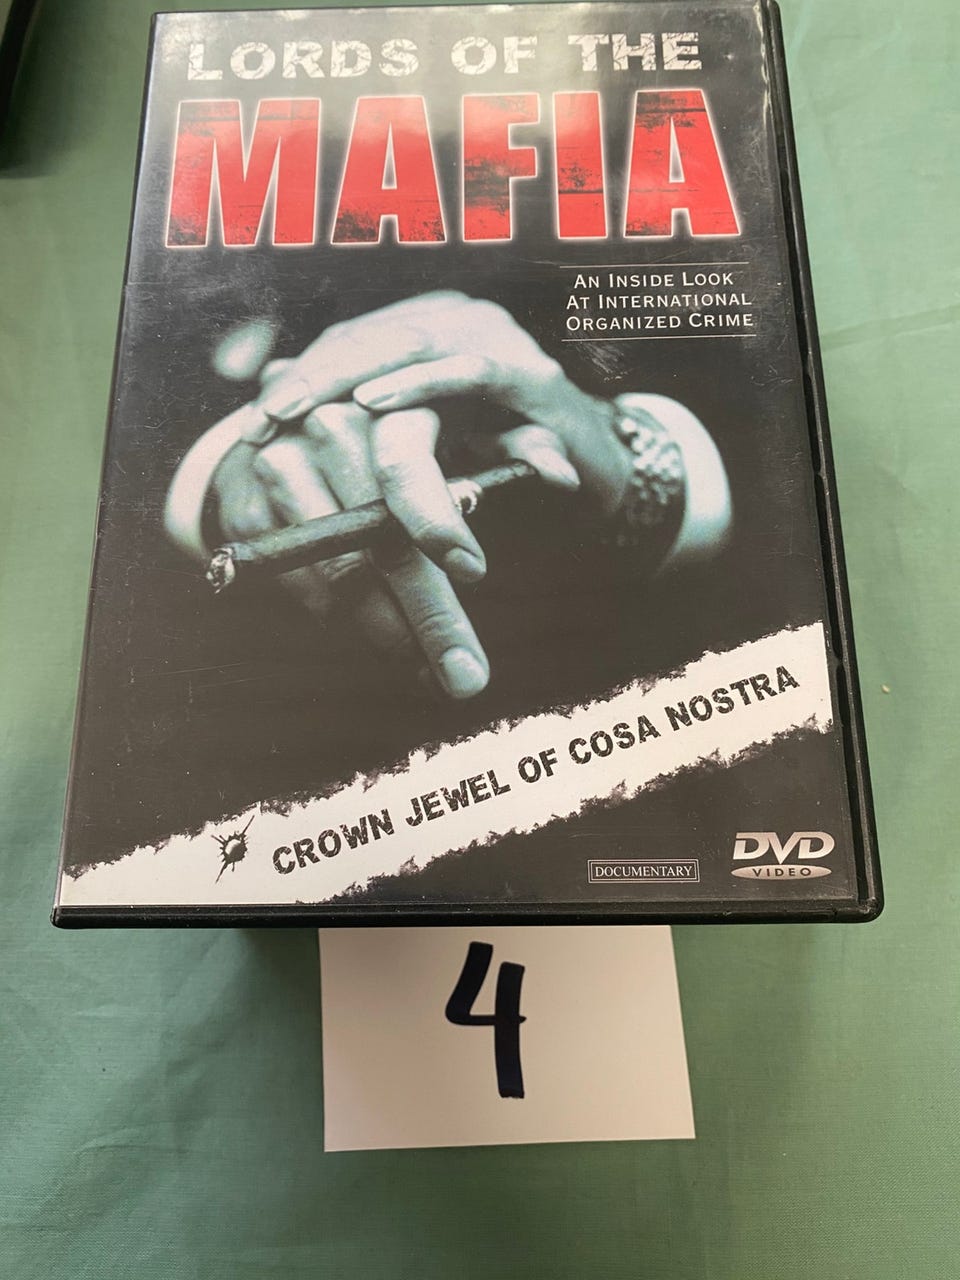 LORDS OF THE
MAFIA
AN INSIDE LOOK
AT INTERNATIONAL
ORGANIZED CRIME
CROWN JEWEL OF COSA NOSTRA
DOCUMENTARY
DVD
VIDEO
4